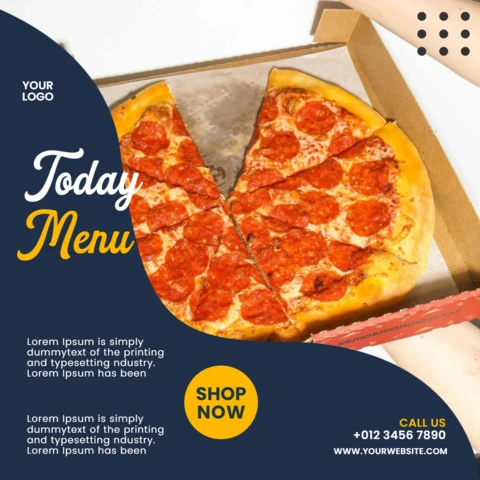 YOUR
LOGO
Today
Menu
Lorem Ipsum is simply
dummytext of the printing
and typesetting ndustry.
Lorem Ipsum has been
SHOP
NOW
Lorem Ipsum is simply
dummytext of the printing
and typesetting ndustry.
Lorem Ipsum has been
CALL US
+012 3456 7890
WWW.YOURWEBSITE.COM